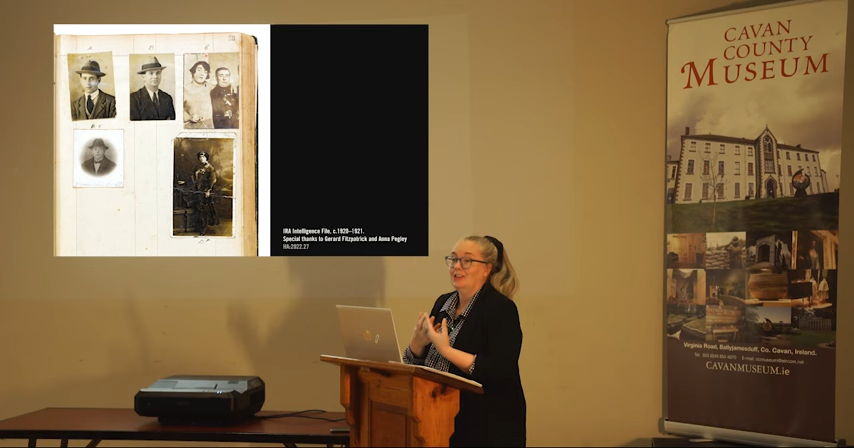 IRA Intelligence File, c.1920–1921.
Special thanks to Gerard Fitzpatrick and Anna Pegley
HA:2022.27
CAVAN
COUNTY
MUSEUM
Virginia Road, Ballyjamesduff, Co. Cavan, Ireland.
CAVANMUSEUM.ie